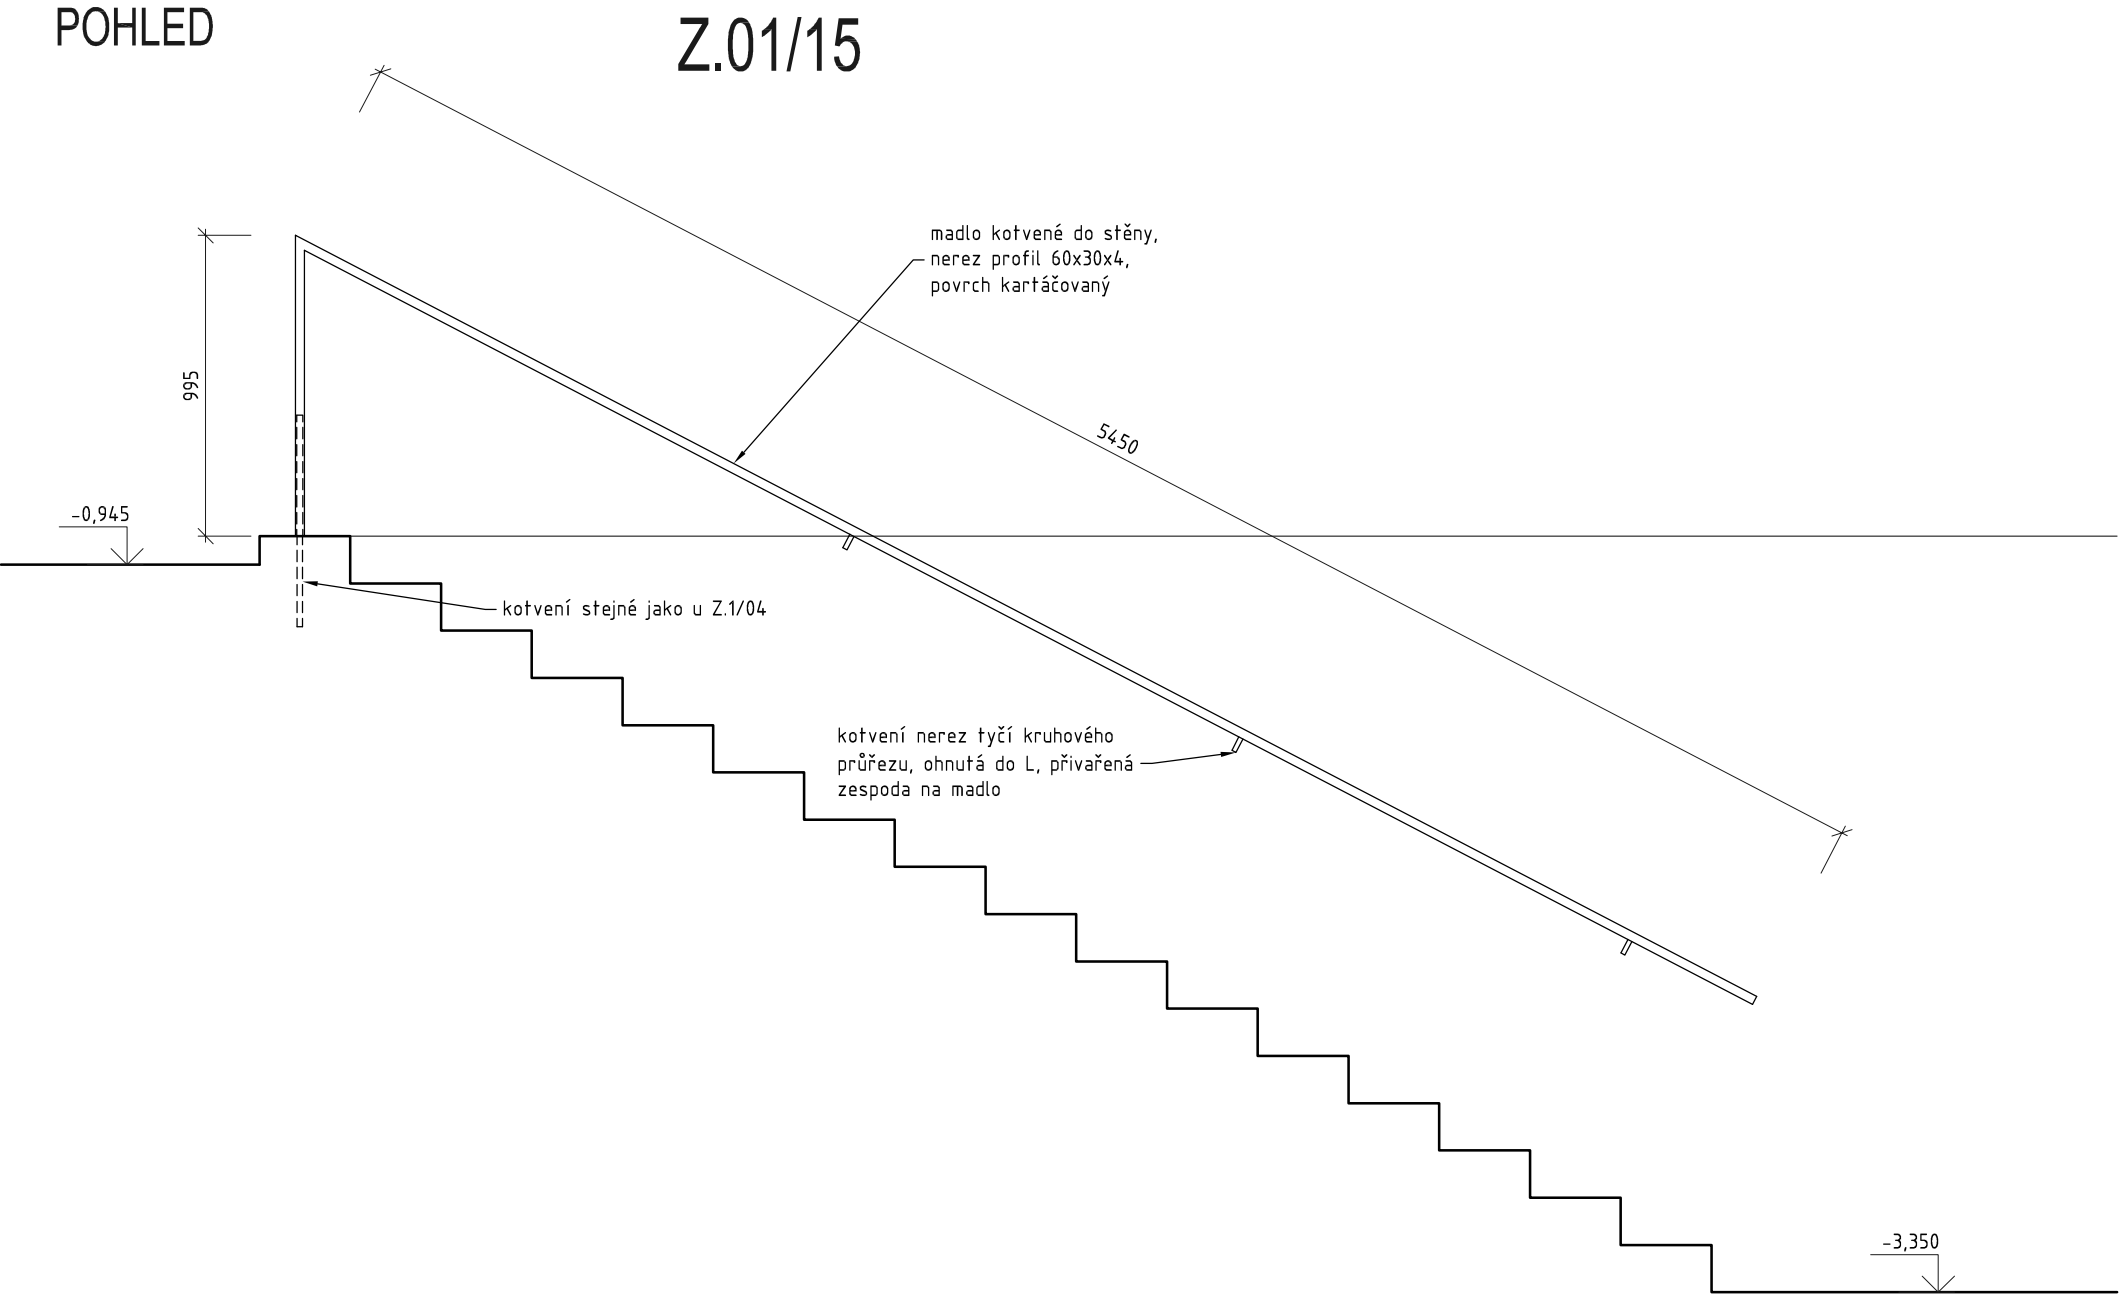 POHLED
Z.01/15
madlo kotvené do stěny,
nerez profil 60x30x4,
povrch kartáčovaný
995
5450
-0,945
kotvení stejné jako u Z.1/04
kotvení nerez tyčí kruhového
průřezu, ohnutá do L, přivařená
zespoda na madlo
-3,350